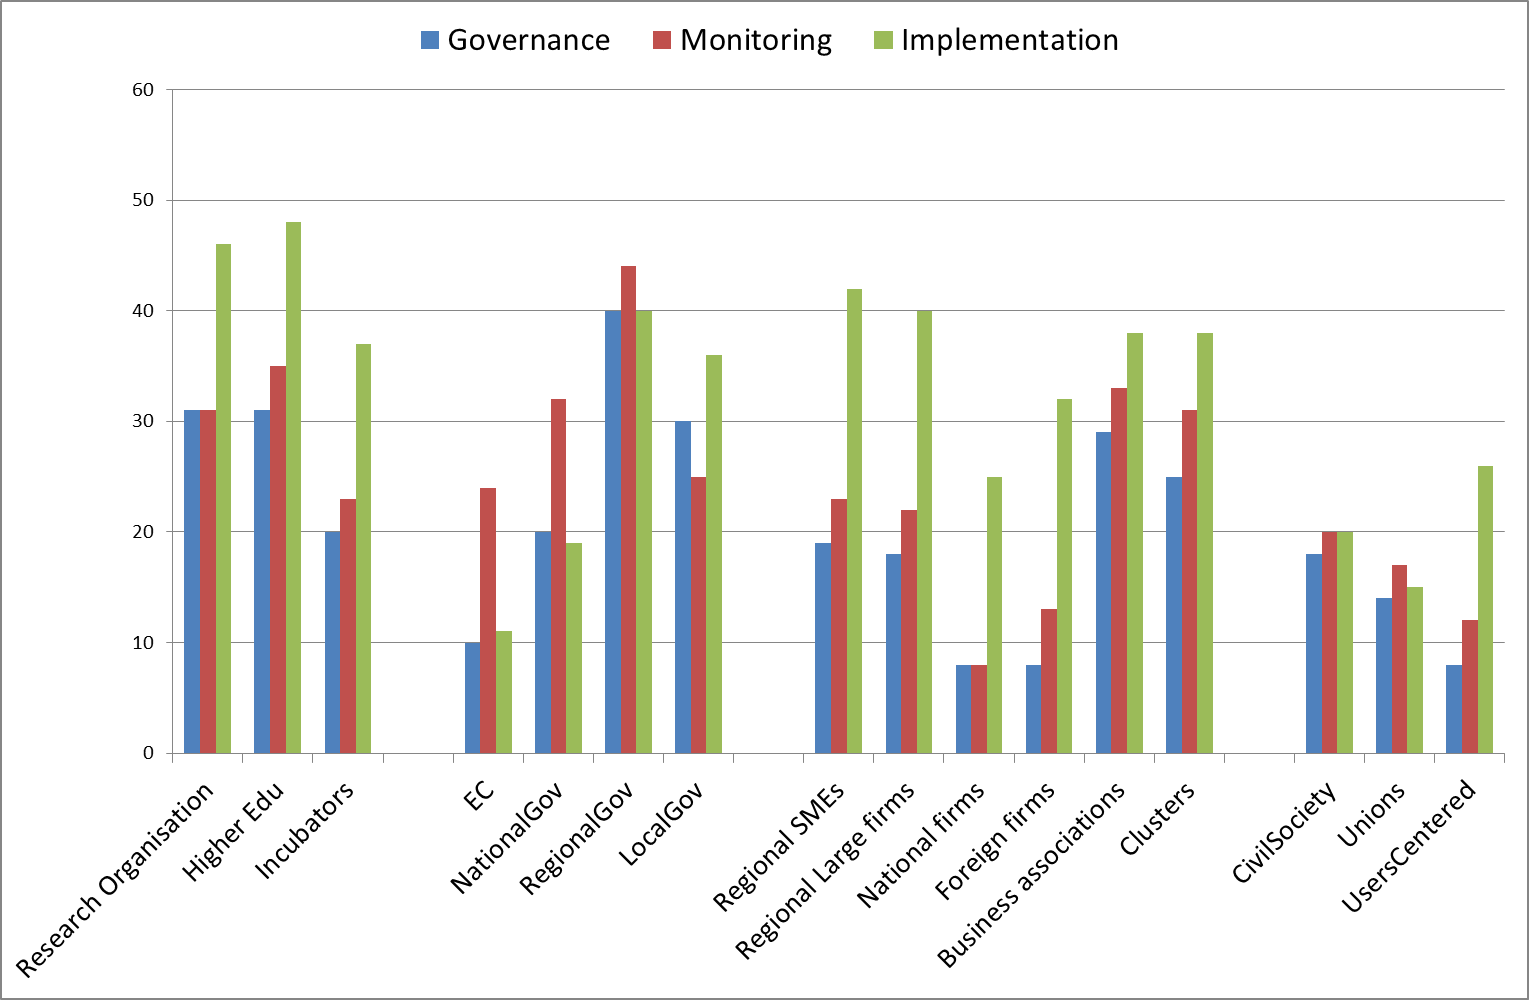 Governance Monitoring Implementation
60
50
40
30
20
10
0
Research Organisation
Higher Edu
Incubators
EC
NationalGov
RegionalGov
LocalGov
Regional SMEs
Regional Large firms
National firms
Foreign firms
Business associations
Clusters
CivilSociety
Unions
UsersCentered